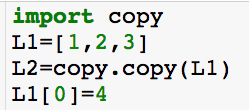 import copy
L1=[1,2,3]
L2=copy.copy(L1)
L1[0]=4